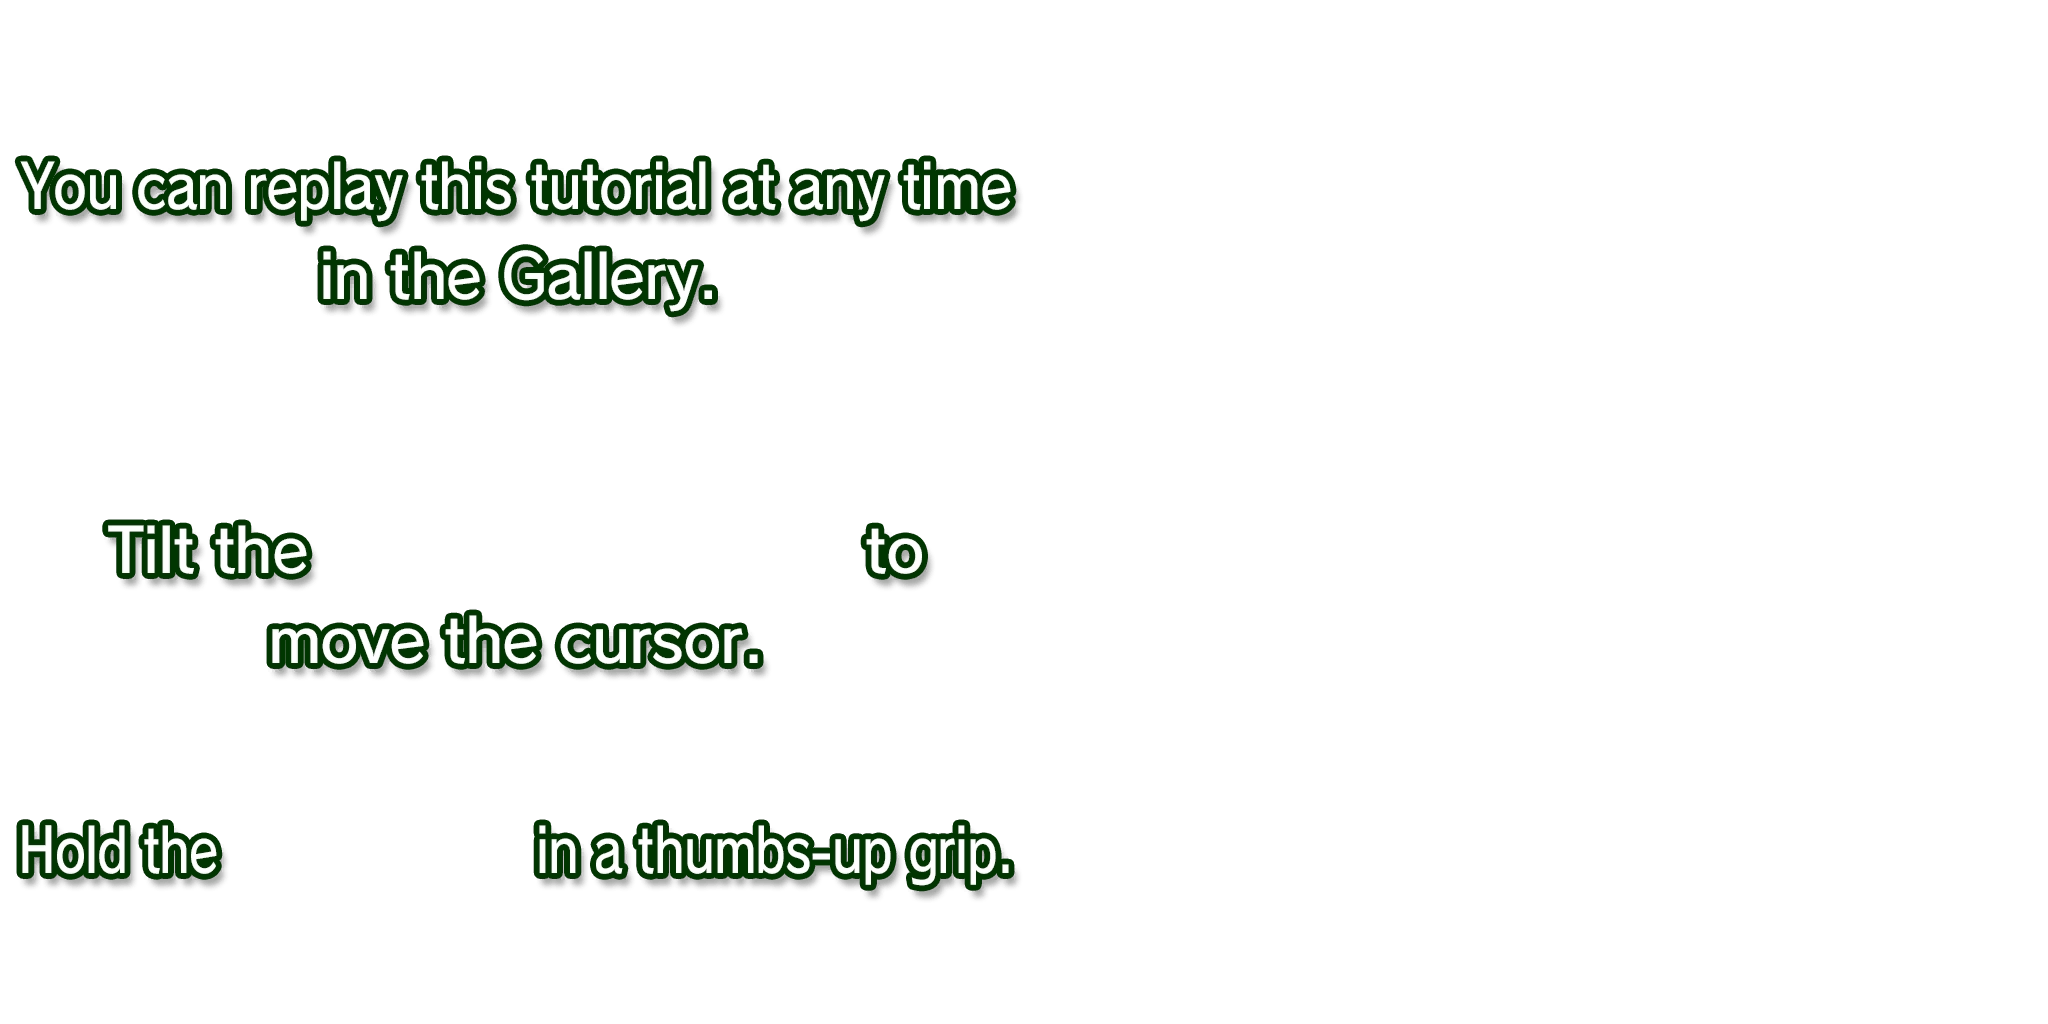 You can replay this tutorial at any time
in the Gallery.
Tilt the to
move the cursor.
Hold the in a thumbs-up grip.